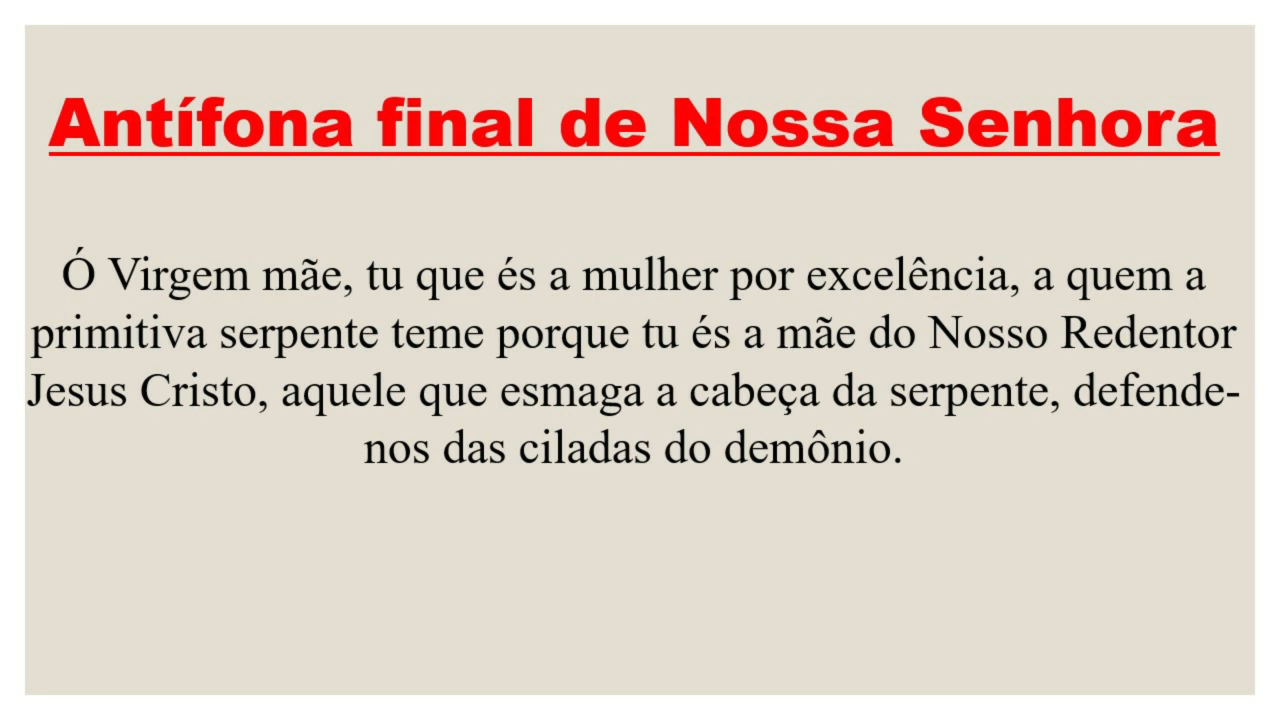 Antífona final de Nossa Senhora
Ó Virgem mãe, tu que és a mulher por excelência, a quem a
primitiva serpente teme porque tu és a mãe do Nosso Redentor
Jesus Cristo, aquele que esmaga a cabeça da serpente, defende-
nos das ciladas do demônio.